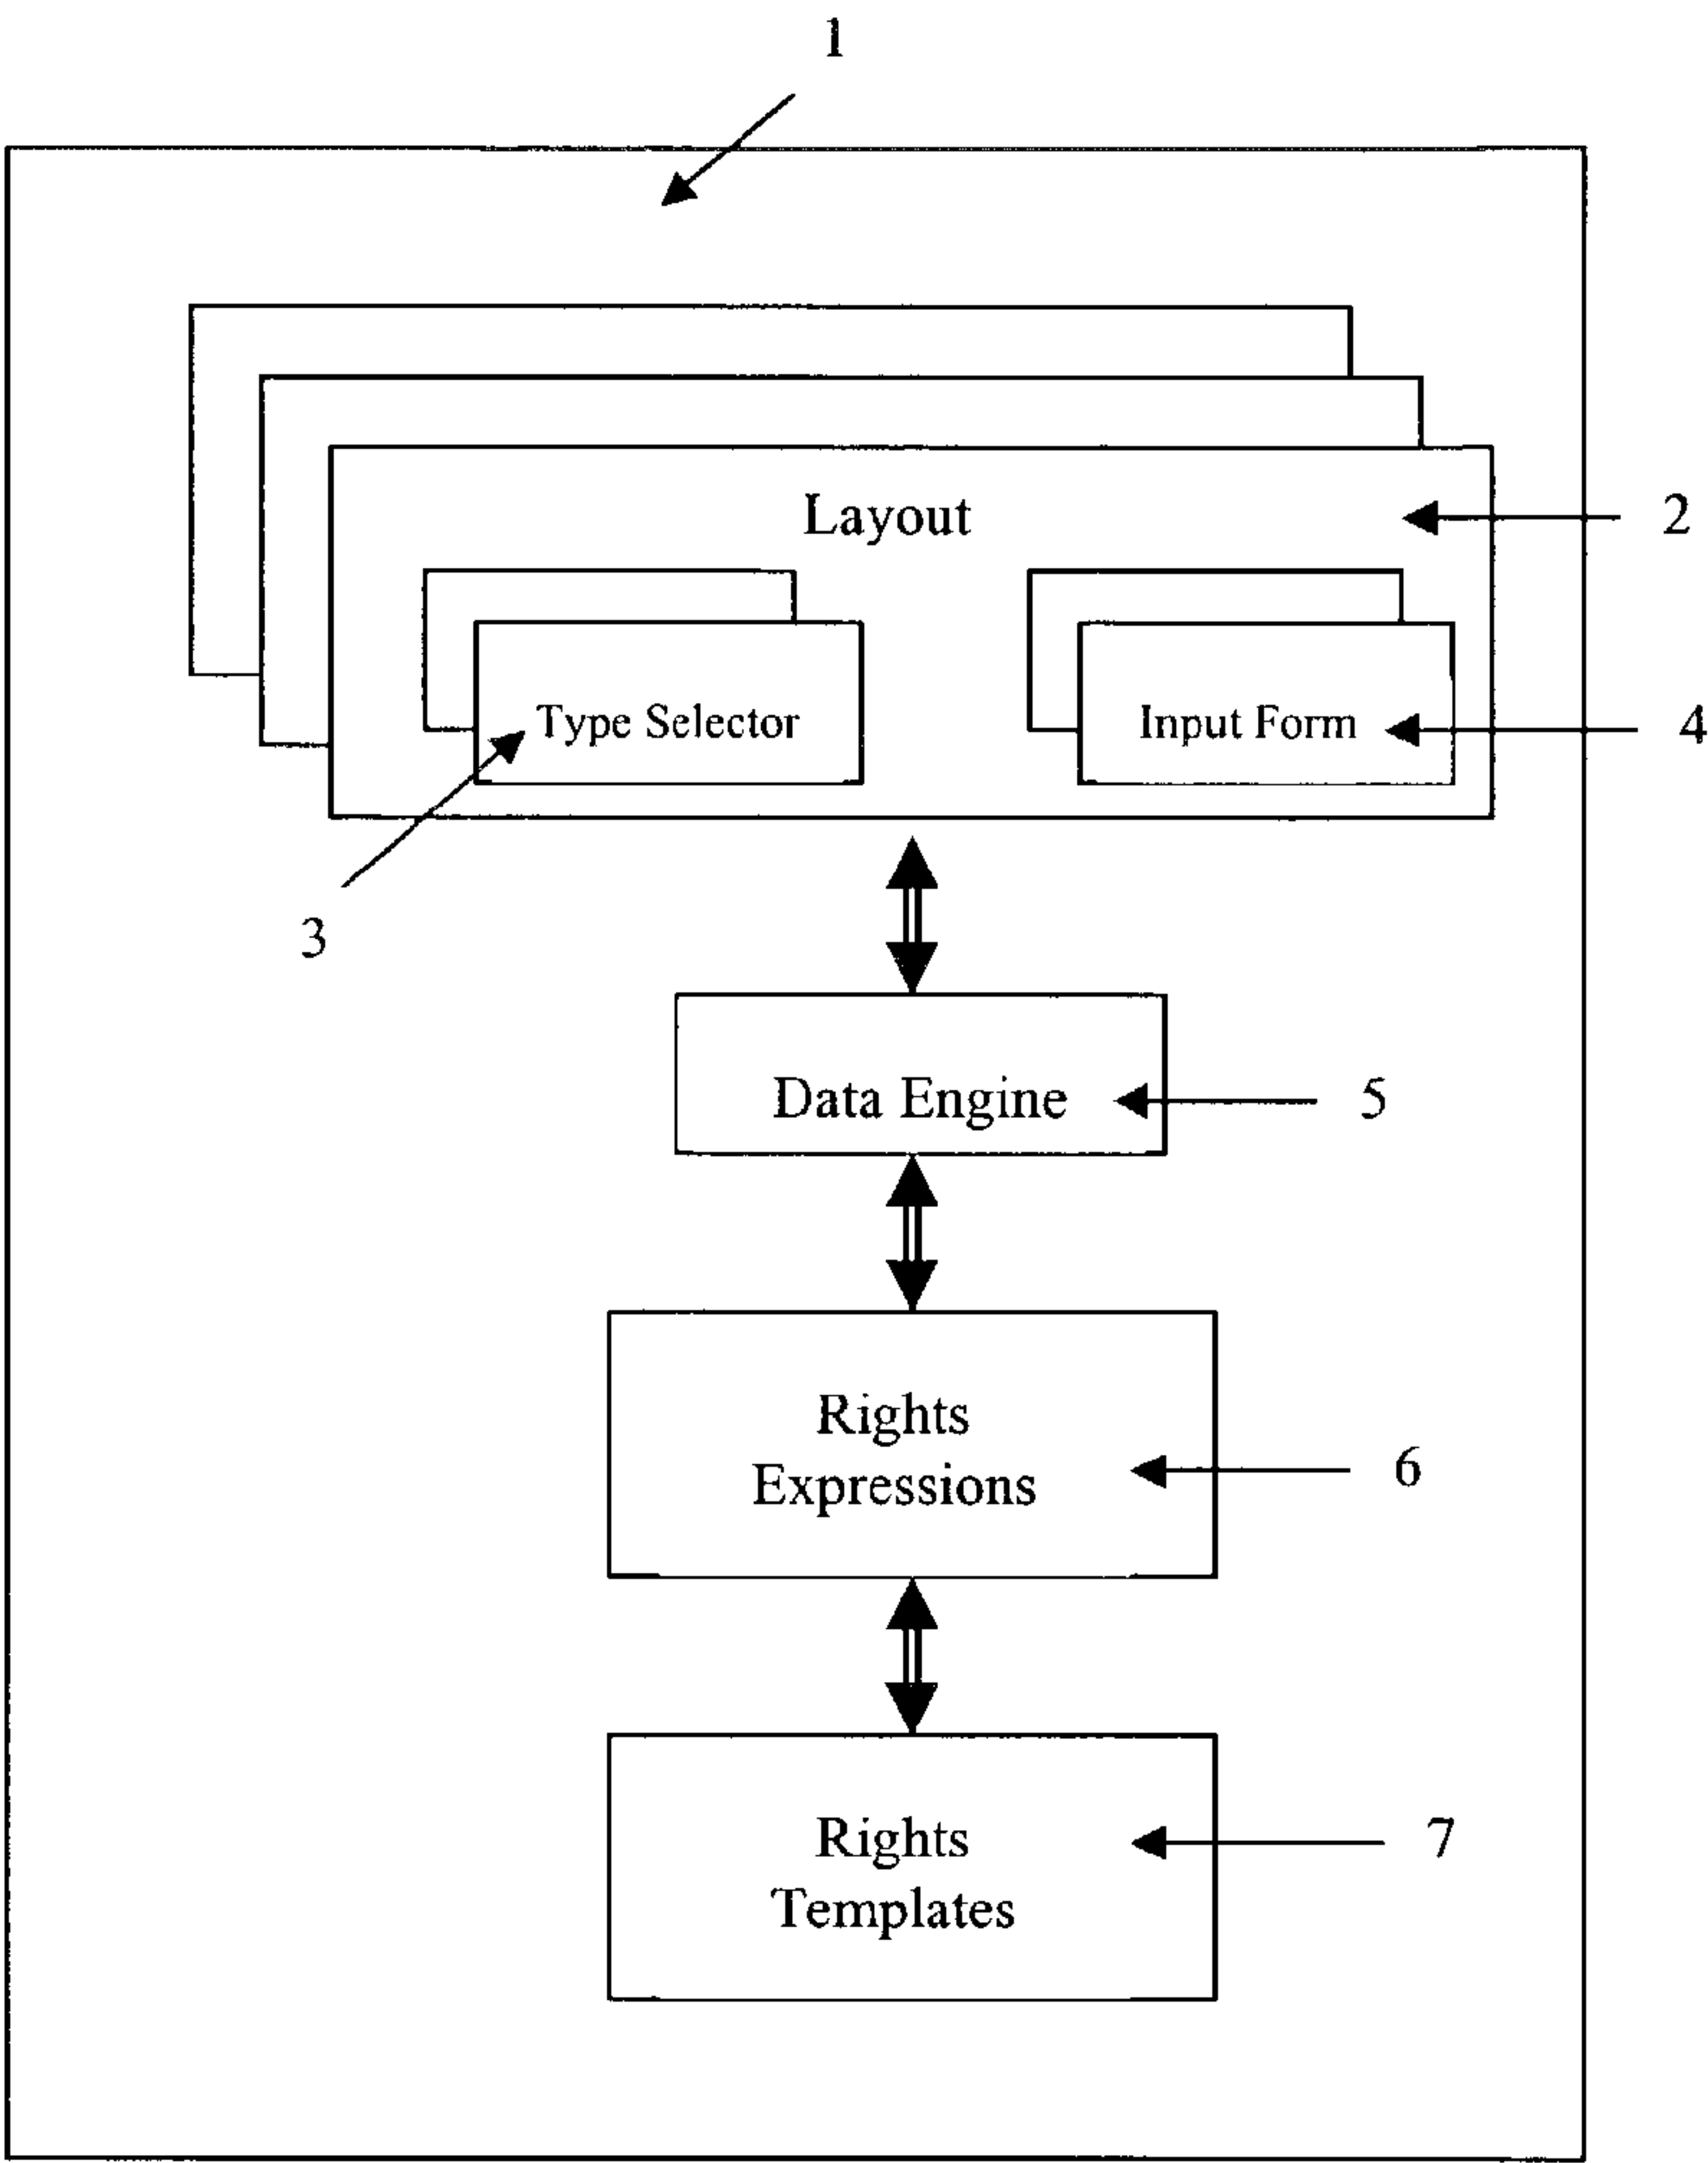 1
Layout
2
Type Selector
Input Form
4
3
Data Engine
5
Rights
Expressions
6
Rights
Templates
7